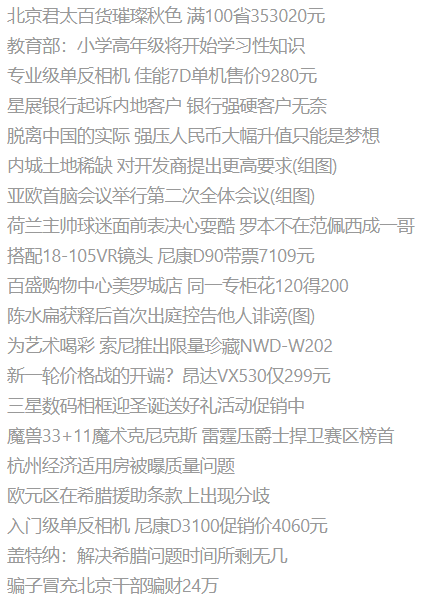 北京君太百货璀璨秋色 满100省353020元
教育部：小学高年级将开始学习性知识
专业级单反相机 佳能7D单机售价9280元
星展银行起诉内地客户 银行强硬客户无奈
脱离中国的实际 强压人民币大幅升值只能是梦想
内城土地稀缺 对开发商提出更高要求(组图)
亚欧首脑会议举行第二次全体会议(组图)
荷兰主帅球迷面前表决心耍酷 罗本不在范佩西成一哥
搭配18-105VR镜头 尼康D90带票7109元
百盛购物中心美罗城店 同一专柜花120得200
陈水扁获释后首次出庭控告他人诽谤(图)
为艺术喝彩 索尼推出限量珍藏NWD-W202
新一轮价格战的开端？昂达VX530仅299元
三星数码相框迎圣诞送好礼活动促销中
魔兽33+11魔术克尼克斯 雷霆压爵士捍卫赛区榜首
杭州经济适用房被曝质量问题
欧元区在希腊援助条款上出现分歧
入门级单反相机 尼康D3100促销价4060元
盖特纳：解决希腊问题时间所剩无几
骗子冒充北京干部骗财24万